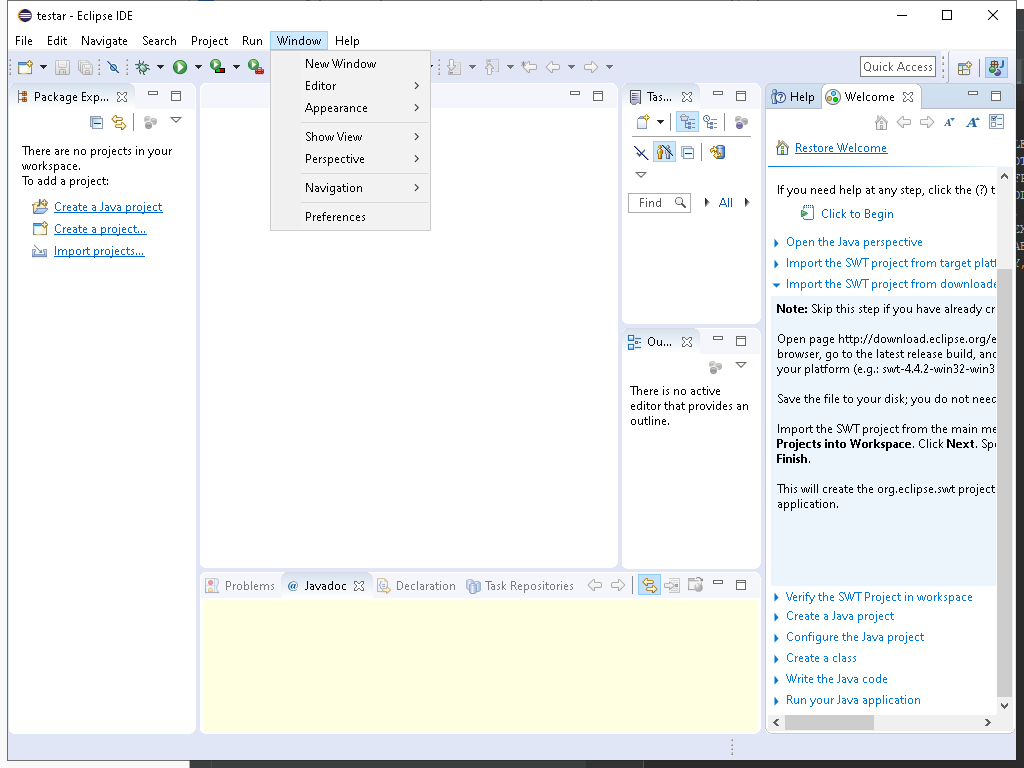 testar - Eclipse IDE
File Edit Navigate Search Project Run Window Help
Quick Access
New Window
Editor
Appearance
Show View
Perspective
Navigation
Preferences
Package Exp...
There are no projects in your
workspace.
To add a project:
Create a Java project
Create a project...
Import projects...
Tas...
Find
All
Ou...
There is no active
editor that provides an
outline.
Problems @ Javadoc Declaration Task Repositories
Help Welcome
Restore Welcome
If you need help at any step, click the (?) t
Click to Begin
Open the Java perspective
Import the SWT project from target platf
Import the SWT project from downloade
Note: Skip this step if you have already cr
Open page http://download.eclipse.org/e
browser, go to the latest release build, and
your platform (e.g.: swt-4.4.2-win32-win3
Save the file to your disk; you do not need
Import the SWT project from the main me
Projects into Workspace. Click Next. Spe
Finish.
This will create the org.eclipse.swt project
application.
Verify the SWT Project in workspace
Create a Java project
Configure the Java project
Create a class
Write the Java code
Run your Java application